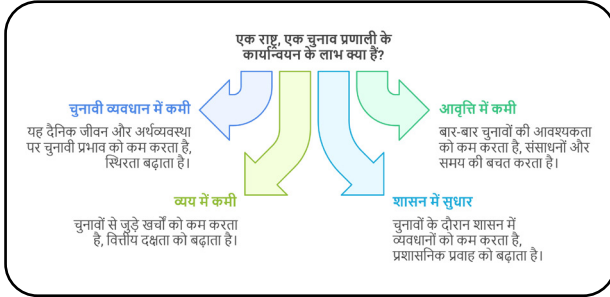 एक राष्ट्र, एक चुनाव प्रणाली के
कार्यान्वयन के लाभ क्या हैं?
चुनावी व्यवधान में कमी
यह दैनिक जीवन और अर्थव्यवस्था
पर चुनावी प्रभाव को कम करता है,
स्थिरता बढ़ाता है।
आवृत्ति में कमी
बार-बार चुनावों की आवश्यकता
को कम करता है, संसाधनों और
समय की बचत करता है।
व्यय में कमी
चुनावों से जुड़े खर्चों को कम करता
है, वित्तीय दक्षता को बढ़ाता है।
शासन में सुधार
चुनावों के दौरान शासन में
व्यवधानों को कम करता है,
प्रशासनिक प्रवाह को बढ़ाता है।